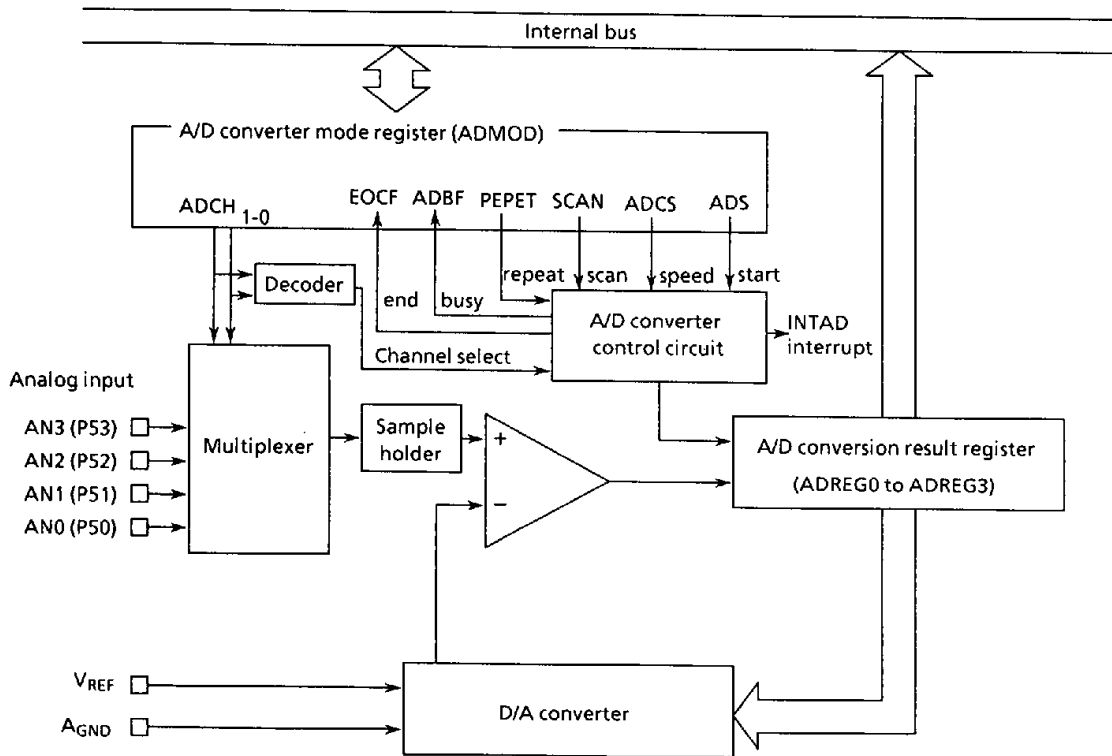 Internal bus
A/D converter mode register (ADMOD)
ADCH 1-0
EOCF ADBF PEPET SCAN ADCS ADS
repeat scan speed start
Decoder
end busy
A/D converter
control circuit
INTAD
interrupt
Channel select
Analog input
AN3 (P53)
AN2 (P52)
AN1 (P51)
AN0 (P50)
Multiplexer
Sample
holder
+
−
A/D conversion result register
(ADREG0 to ADREG3)
VREF
AGND
D/A converter